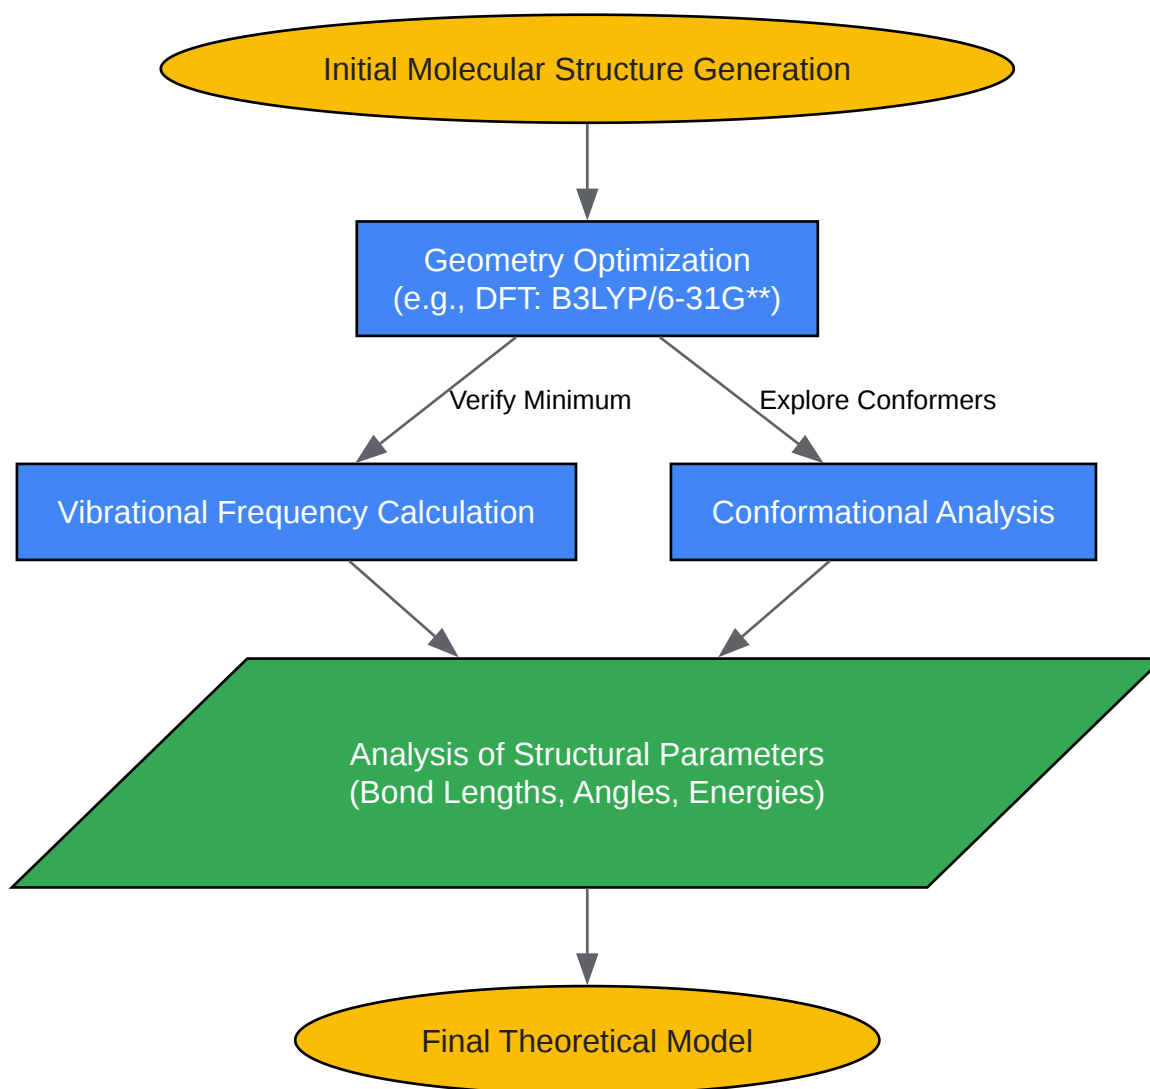 Initial Molecular Structure Generation
Geometry Optimization
(e.g., DFT: B3LYP/6-31G**)
Verify Minimum
Explore Conformers
Vibrational Frequency Calculation
Conformational Analysis
Analysis of Structural Parameters
(Bond Lengths, Angles, Energies)
Final Theoretical Model